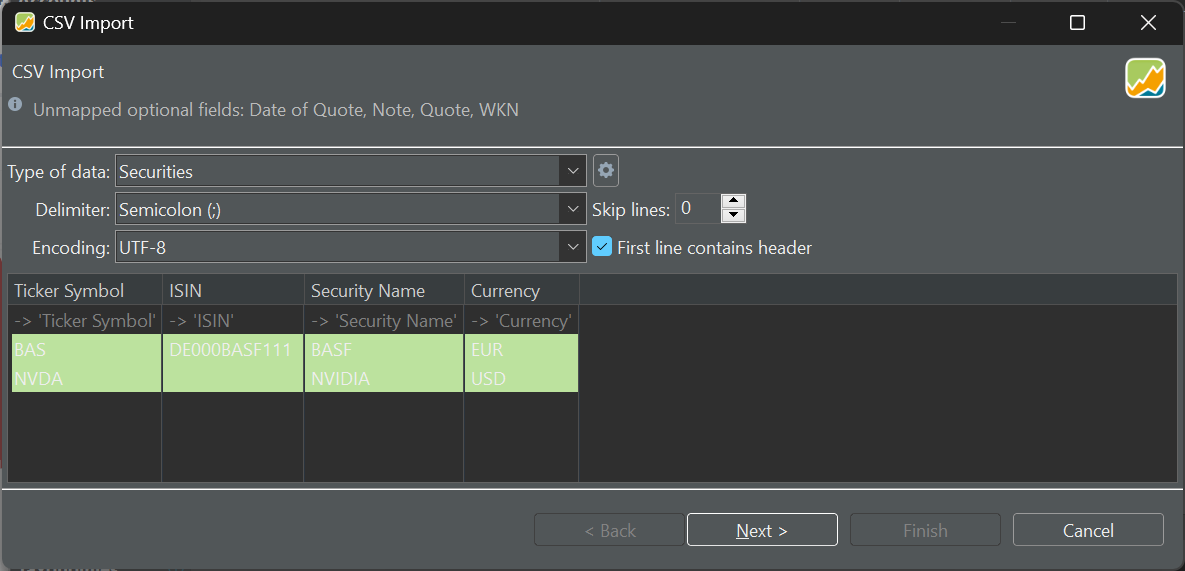 CSV Import
CSV Import
Unmapped optional fields: Date of Quote, Note, Quote, WKN
Type of data: Securities
Delimiter: Semicolon (;) Skip lines: 0
Encoding: UTF-8 First line contains header
Ticker Symbol ISIN Security Name Currency
-> 'Ticker Symbol' -> 'ISIN' -> 'Security Name' -> 'Currency'
BAS DE000BASF111 BASF EUR
NVDA NVIDIA USD
< Back Next > Finish Cancel